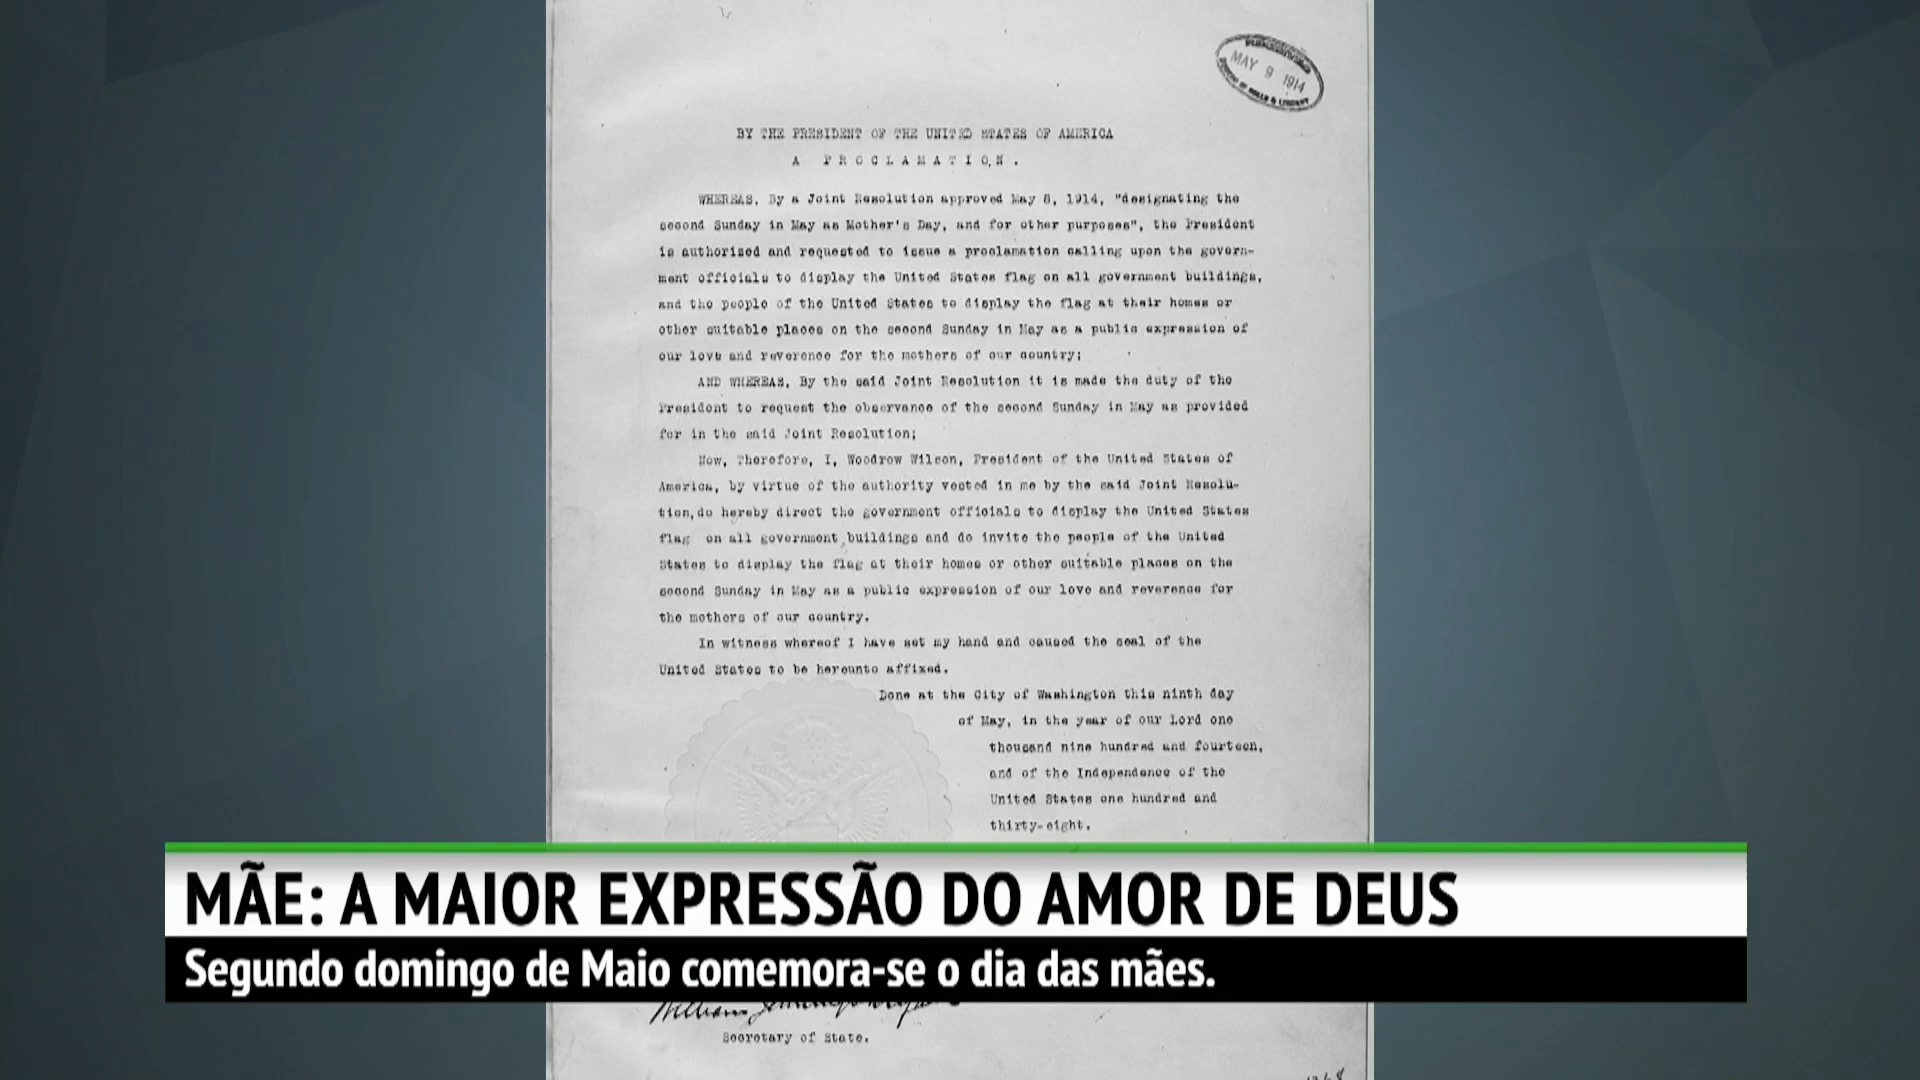 MAY 9 1914
BY THE PRESIDENT OF THE UNITED STATES OF AMERICA
A PROCLAMATION.
WHEREAS, By a Joint Resolution approved May 8, 1914, "designating the
second Sunday in May as Mother's Day, and for other purposes", the President
is authorized and requested to issue a proclamation calling upon the govern-
ment officials to display the United States flag on all government buildings,
and the people of the United States to display the flag at their homes or
other suitable places on the second Sunday in May as a public expression of
our love and reverence for the mothers of our country;
AND WHEREAS, By the said Joint Resolution it is made the duty of the
President to request the observance of the second Sunday in May as provided
for in the said Joint Resolution;
Now, Therefore, I, Woodrow Wilson, President of the United States of
America, by virtue of the authority vested in me by the said Joint Resolu-
tion, do hereby direct the government officials to display the United States
flag on all government buildings and do invite the people of the United
States to display the flag at their homes or other suitable places on the
second Sunday in May as a public expression of our love and reverence for
the mothers of our country.
In witness whereof I have set my hand and caused the seal of the
United States to be hereunto affixed.
Done at the City of Washington this ninth day
of May, in the year of our Lord one
thousand nine hundred and fourteen,
and of the Independence of the
United States one hundred and
thirty-eight.
MÃE: A MAIOR EXPRESSÃO DO AMOR DE DEUS
Segundo domingo de Maio comemora-se o dia das mães.
William Jennings Bryan
Secretary of State.